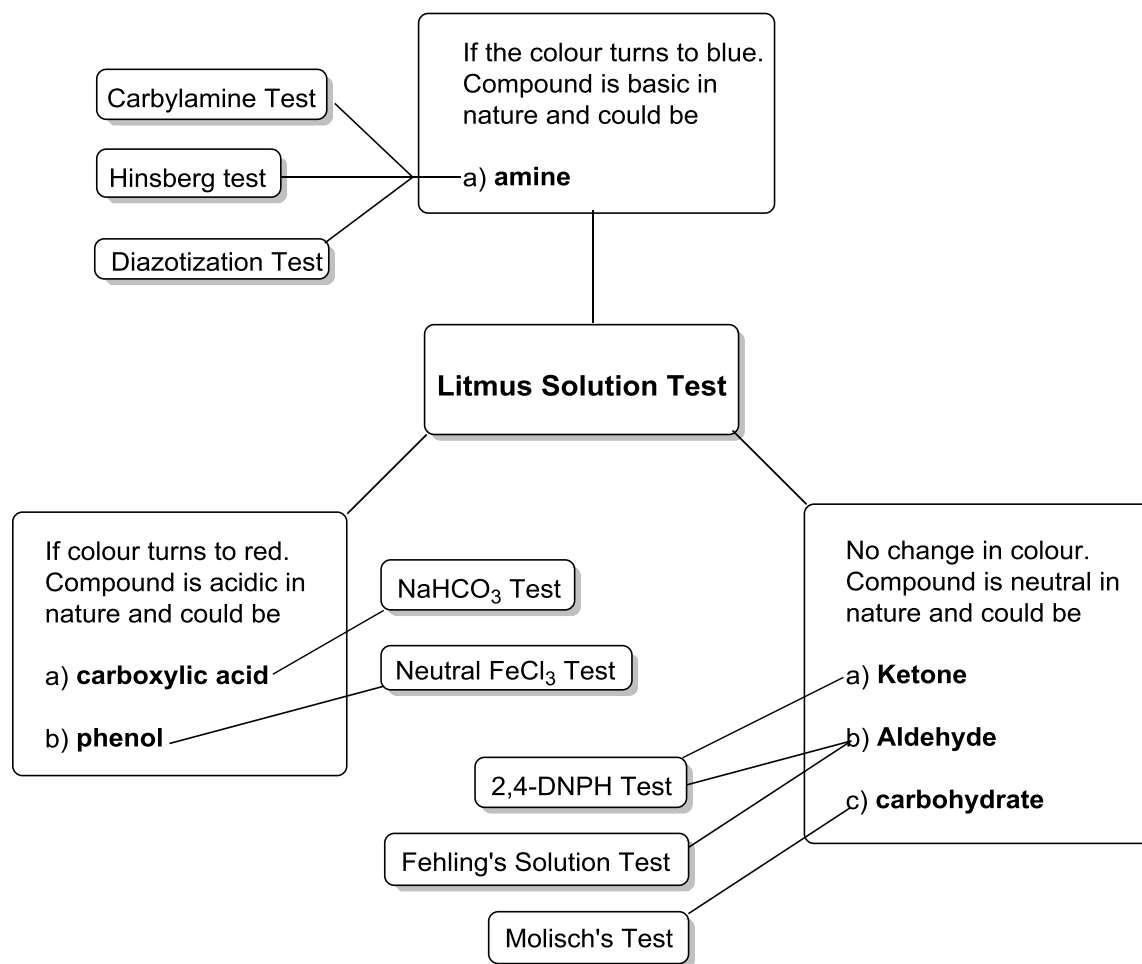 If the colour turns to blue.
Compound is basic in
nature and could be
a) amine
Carbylamine Test
Hinsberg test
Diazotization Test
Litmus Solution Test
If colour turns to red.
Compound is acidic in
nature and could be
a) carboxylic acid
b) phenol
NaHCO₃ Test
Neutral FeCl₃ Test
No change in colour.
Compound is neutral in
nature and could be
a) Ketone
b) Aldehyde
c) carbohydrate
2,4-DNPH Test
Fehling's Solution Test
Molisch's Test